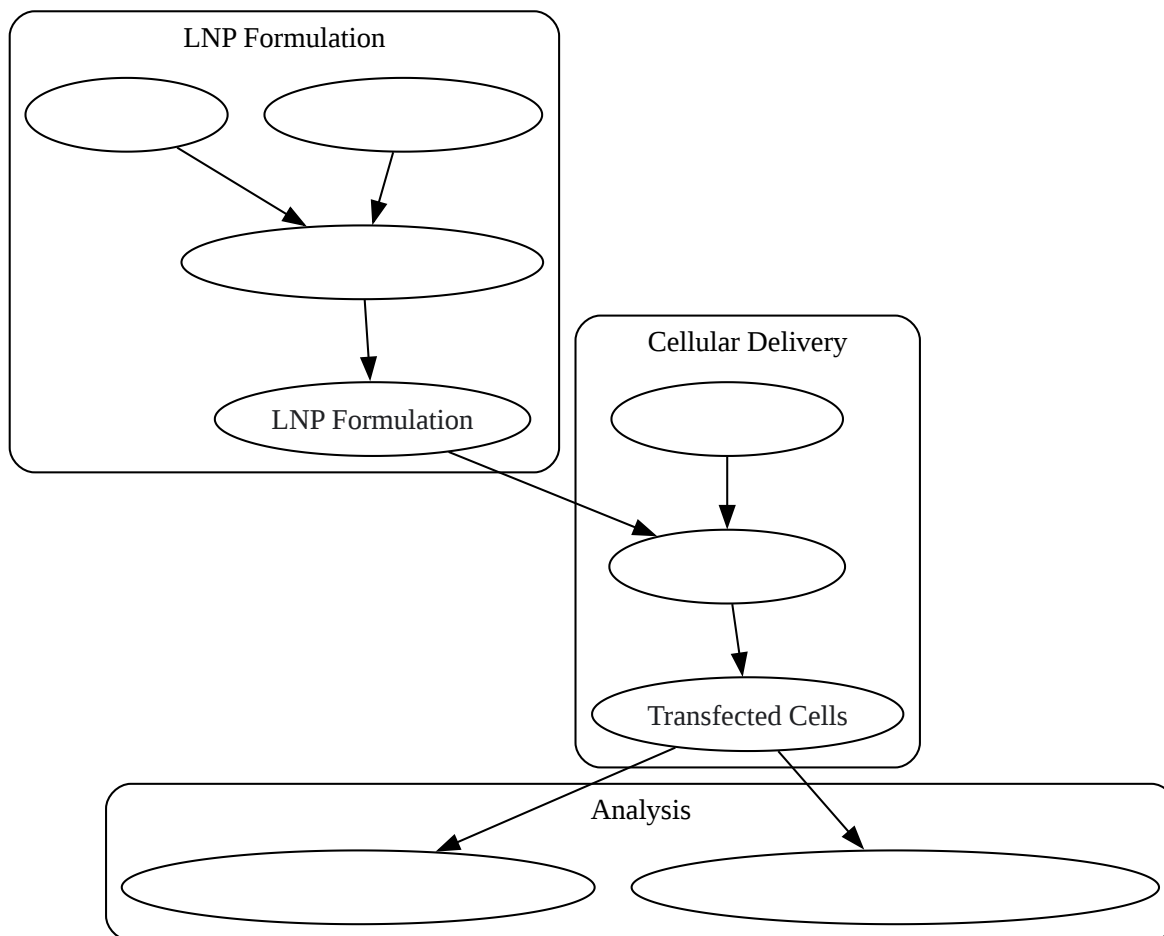 LNP Formulation
LNP Formulation
Cellular Delivery
Transfected Cells
Analysis